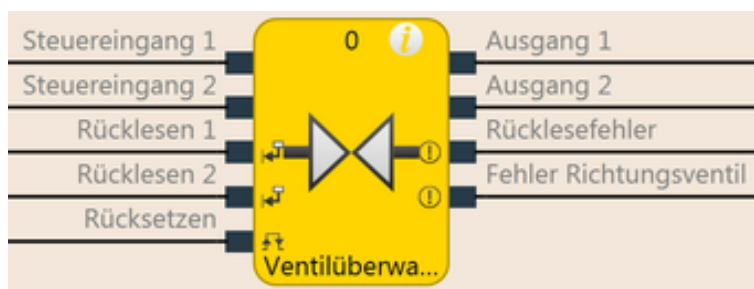 Steuereingang 1
Steuereingang 2
Rücklesen 1
Rücklesen 2
Rücksetzen
0
i
Ventilüberwa...
Ausgang 1
Ausgang 2
Rücklesefehler
Fehler Richtungsventil